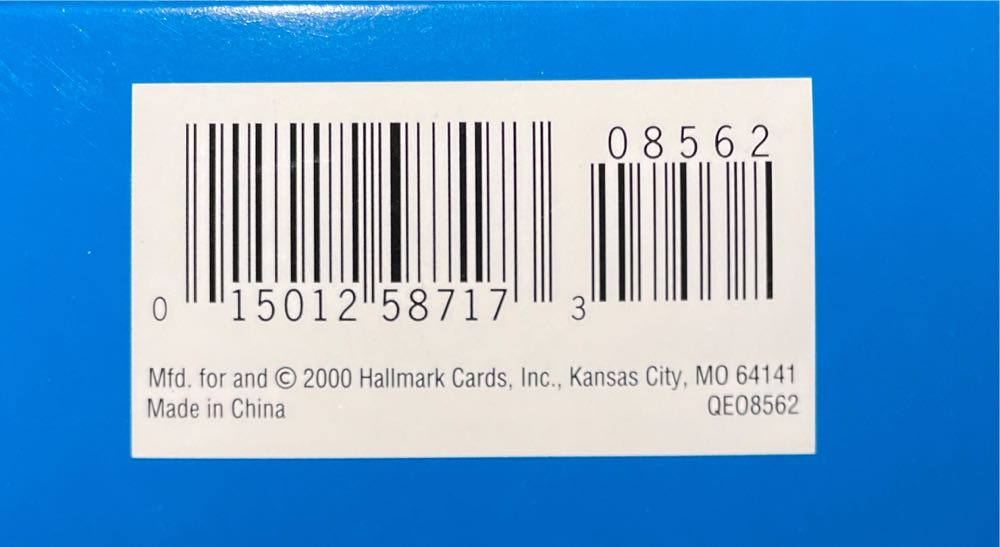 08562
0 15012 58717 3
Mfd. for and © 2000 Hallmark Cards, Inc., Kansas City, MO 64141
Made in China
QEO8562